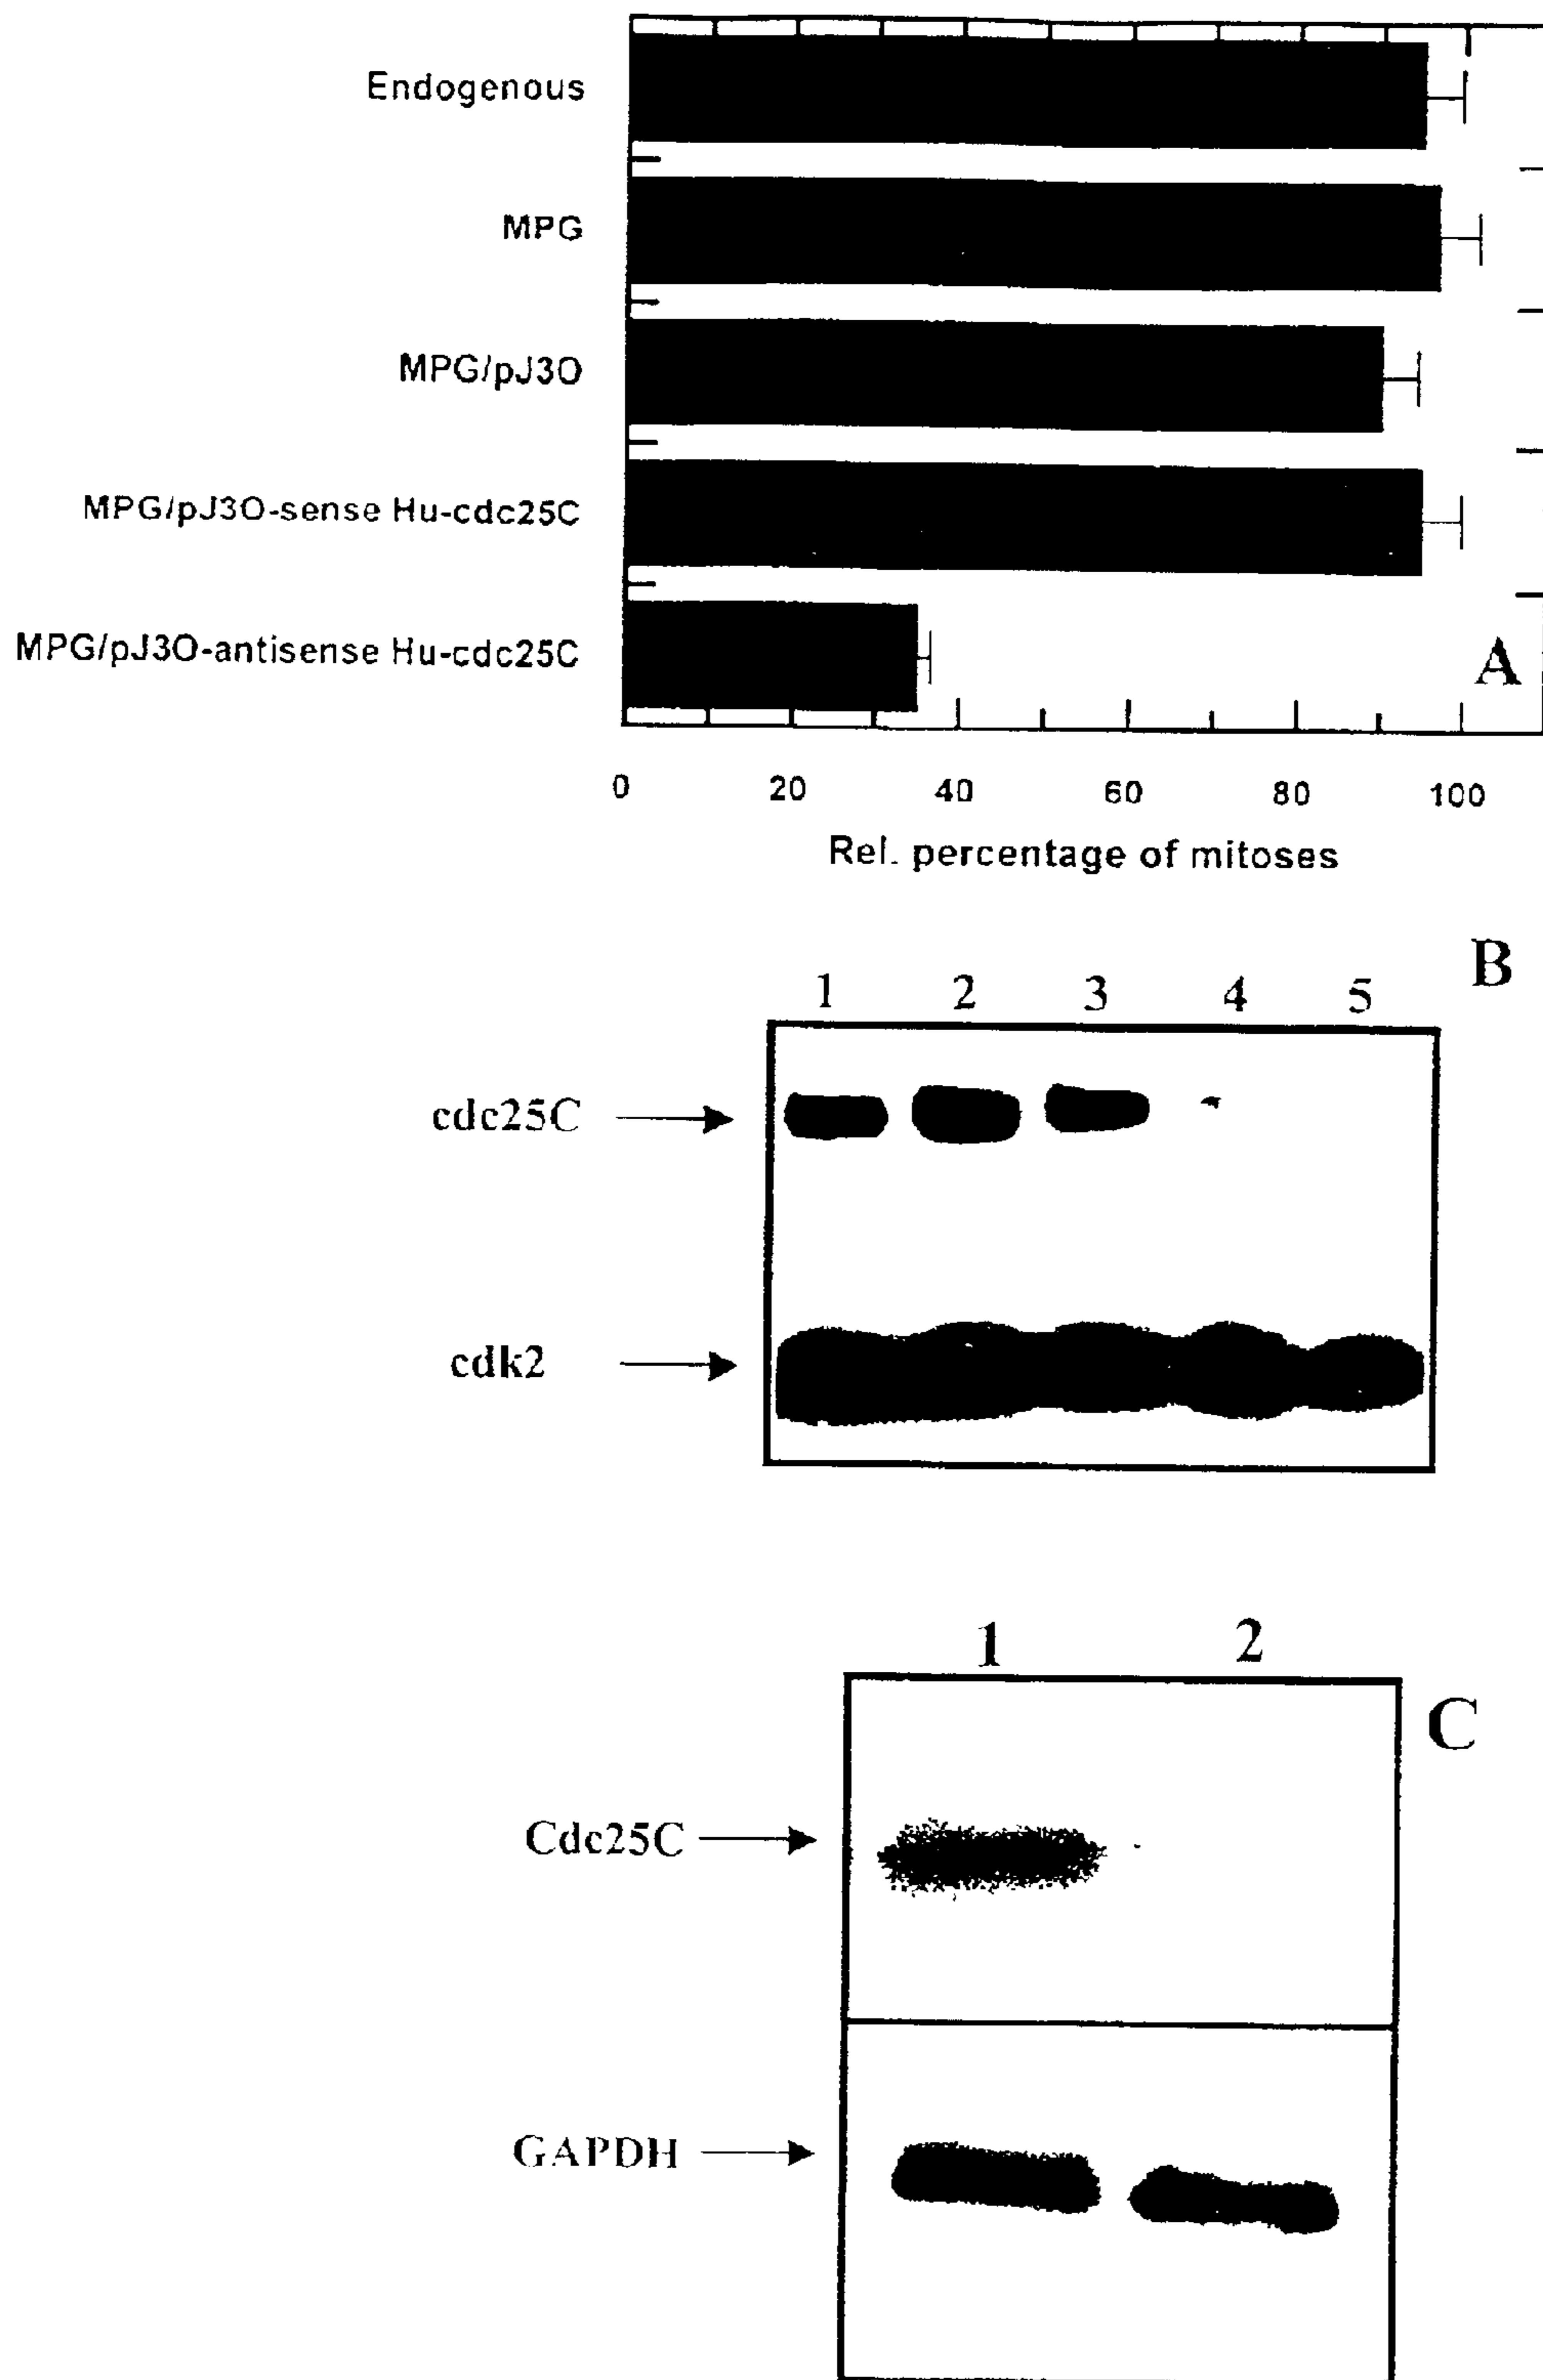 Endogenous
MPG
MPG/pJ3O
MPG/pJ3O-sense Hu-cdc25C
MPG/pJ3O-antisense Hu-cdc25C
A
0 20 40 60 80 100
Rel. percentage of mitoses
B
1 2 3 4 5
cdc25C
cdk2
1 2
C
Cdc25C
GAPDH